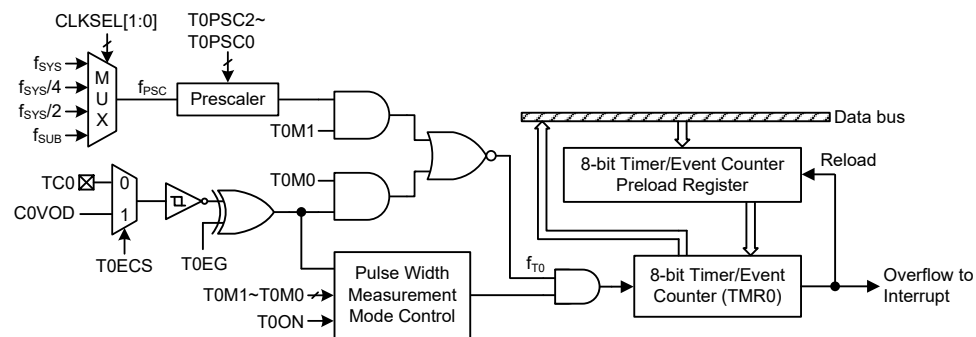 CLKSEL[1:0]
T0PSC2~
T0PSC0
fSYS
fSYS/4
fSYS/2
fSUB
M
U
X
fPSC
Prescaler
T0M1
Data bus
8-bit Timer/Event Counter
Preload Register
Reload
TC0
C0VOD
0
1
T0ECS
T0EG
T0M0
fT0
Pulse Width
Measurement
Mode Control
T0M1~T0M0
T0ON
8-bit Timer/Event
Counter (TMR0)
Overflow to
Interrupt